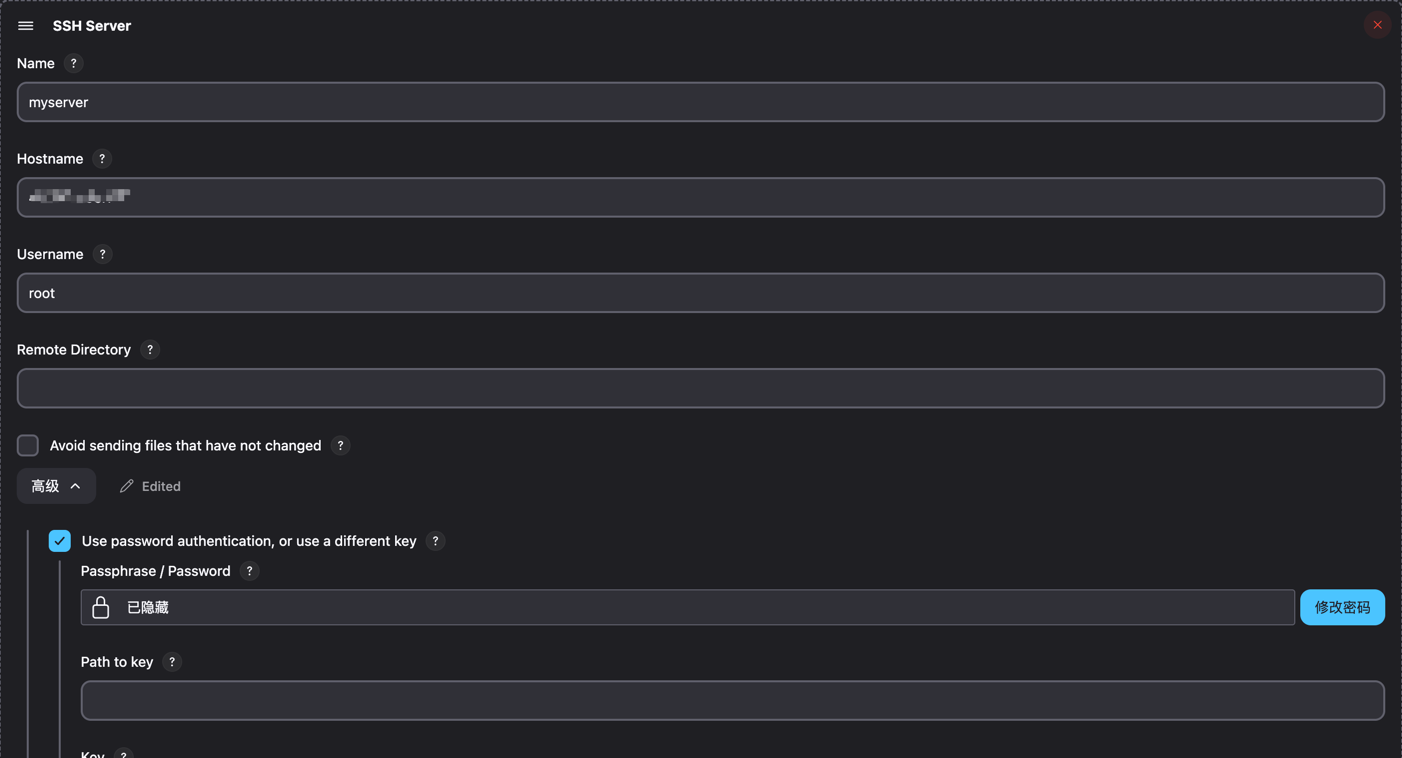 SSH Server
Name ?
myserver
Hostname ?
Username ?
root
Remote Directory ?
Avoid sending files that have not changed ?
高级 Edited
Use password authentication, or use a different key ?
Passphrase / Password ?
已隐藏 修改密码
Path to key ?
Key ?